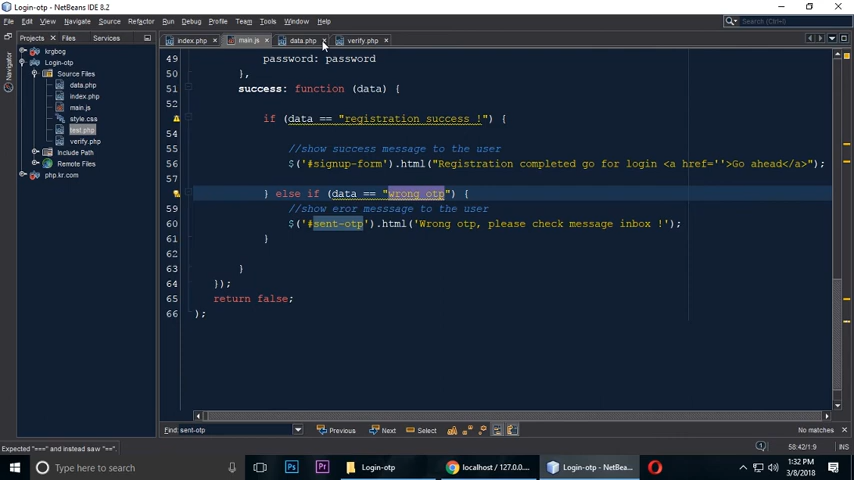 Login-otp - NetBeans IDE 8.2
File Edit View Navigate Source Refactor Run Debug Profile Team Tools Window Help
Search (Ctrl+I)
Projects Files Services
index.php main.js data.php verify.php
Navigator
krgbog
Login-otp
Source Files
data.php
index.php
main.js
style.css
test.php
verify.php
Include Path
Remote Files
php.kr.com
49 password: password
50 },
51 success: function (data) {
52
if (data == "registration success !") {
54
55 //show success message to the user
56 $('#signup-form').html("Registration completed go for login <a href=''>Go ahead</a>");
57
} else if (data == "wrong otp") {
59 //show eror messsage to the user
60 $('#sent-otp').html('Wrong otp, please check message inbox !');
61 }
62
63 }
64 });
65 return false;
66 );
Find: sent-otp Previous Next Select No matches
Expected "===" and instead saw "==". 1 58:42/1:9 INS
Type here to search Ps Pr Login-otp localhost / 127.0.0.... Login-otp - NetBea... 1:32 PM
3/8/2018